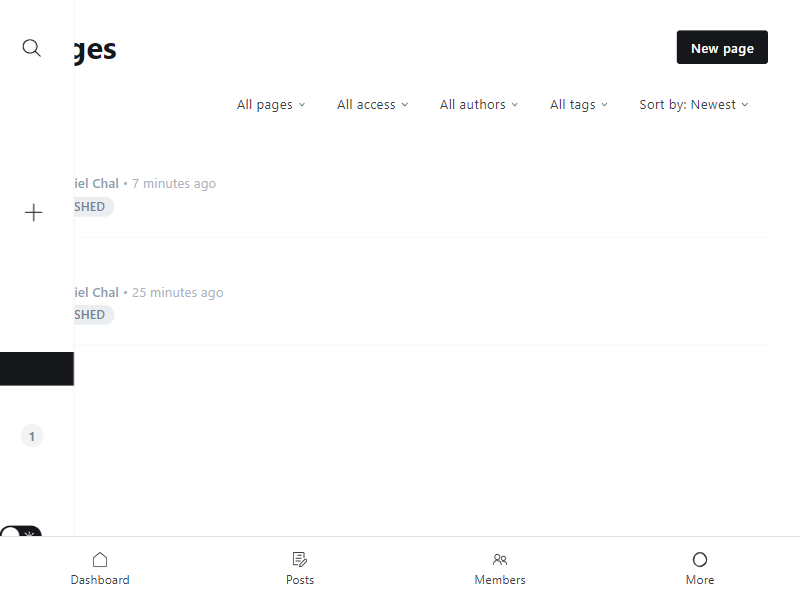 ges
New page
All pages
All access
All authors
All tags
Sort by: Newest
iel Chal • 7 minutes ago
SHED
iel Chal • 25 minutes ago
SHED
1
Dashboard
Posts
Members
More